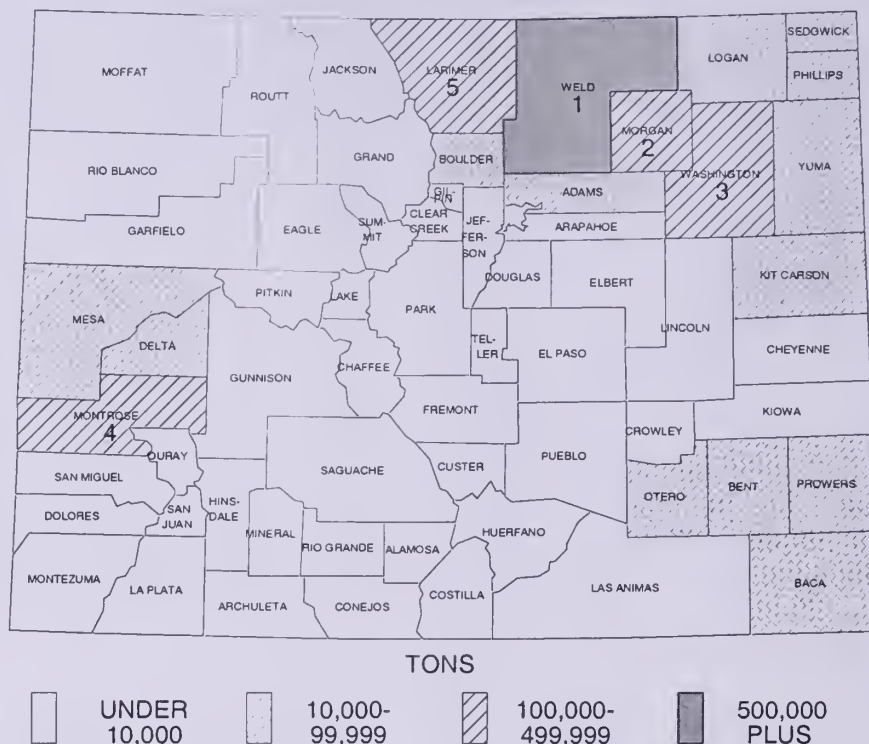 SEDGWICK
MOFFAT
JACKSON
LARIMER
5
LOGAN
PHILLIPS
ROUTT
WELD
1
MORGAN
2
GRAND
BOULDER
RIO BLANCO
WASHINGTON
3
YUMA
ADAMS
GIL-
PIN
CLEAR
CREEK
GARFIELO
EAGLE
SUM-
MIT
JEF-
FER-
SON
ARAPAHOE
DOUGLAS
ELBERT
KIT CARSON
PITKIN
LAKE
MESA
PARK
LINCOLN
DELTA
TEL-
LER
EL PASO
CHEYENNE
GUNNISON
CHAFFEE
FREMONT
MONTROSE
4
KIOWA
CROWLEY
OURAY
SAGUACHE
CUSTER
PUEBLO
SAN MIGUEL
OTERO
BENT
PROWERS
HINS-
DALE
SAN
JUAN
DOLORES
MINERAL
RIO GRANDE
ALAMOSA
HUERFANO
MONTEZUMA
LA PLATA
ARCHULETA
CONEJOS
COSTILLA
LAS ANIMAS
BACA
TONS
UNDER
10,000
10,000-
99,999
100,000-
499,999
500,000
PLUS